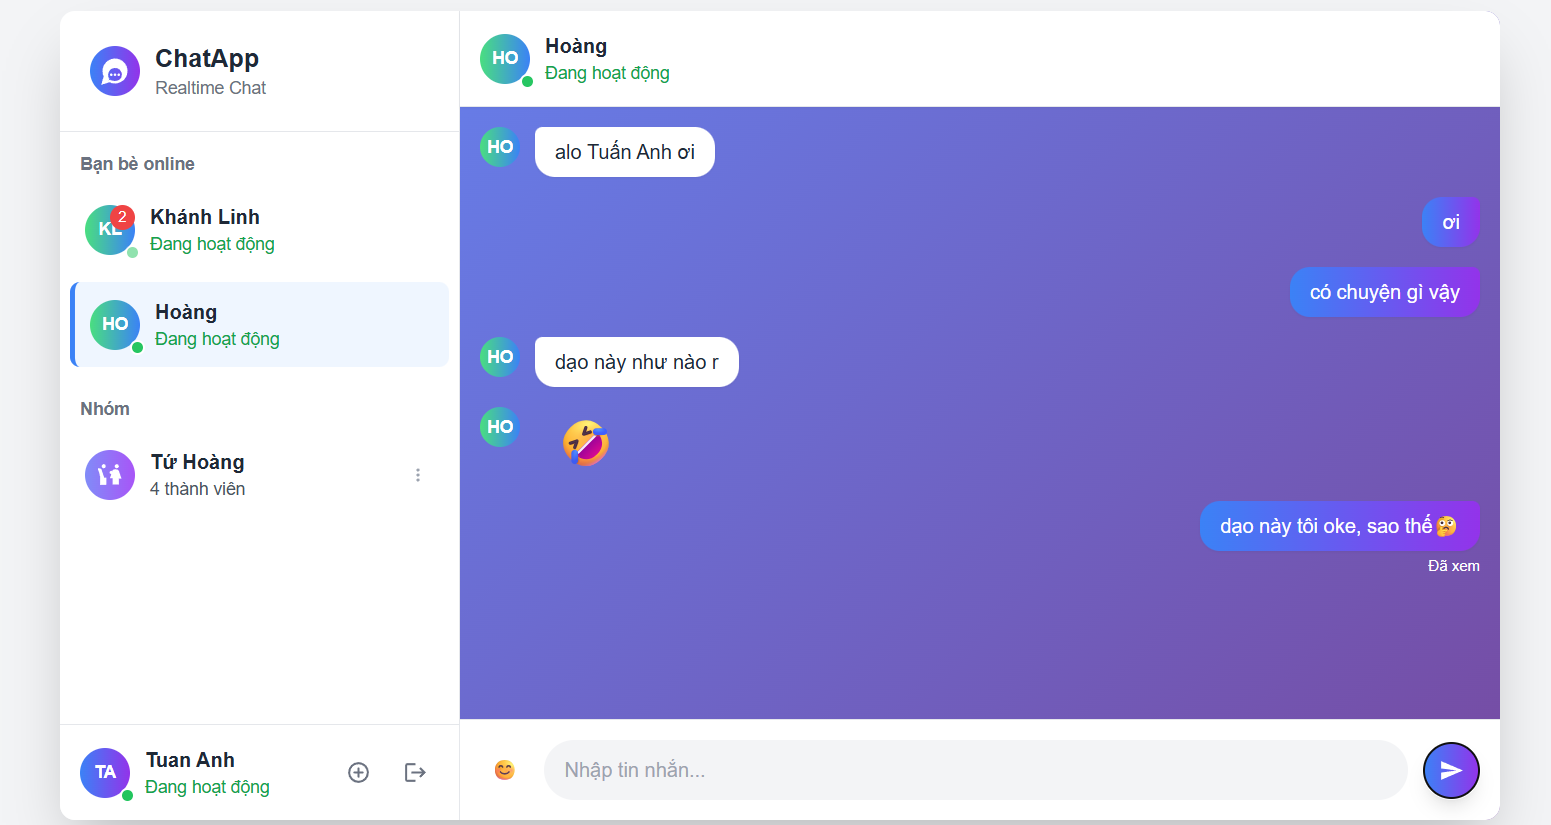 ChatApp
Realtime Chat
Bạn bè online
KL
2
Khánh Linh
Đang hoạt động
HO
Hoàng
Đang hoạt động
Nhóm
Tứ Hoàng
4 thành viên
TA
Tuan Anh
Đang hoạt động
HO
Hoàng
Đang hoạt động
HO
alo Tuấn Anh ơi
ơi
có chuyện gì vậy
HO
dạo này như nào r
HO
🤣
dạo này tôi oke, sao thế🤔
Đã xem
😊
Nhập tin nhắn...